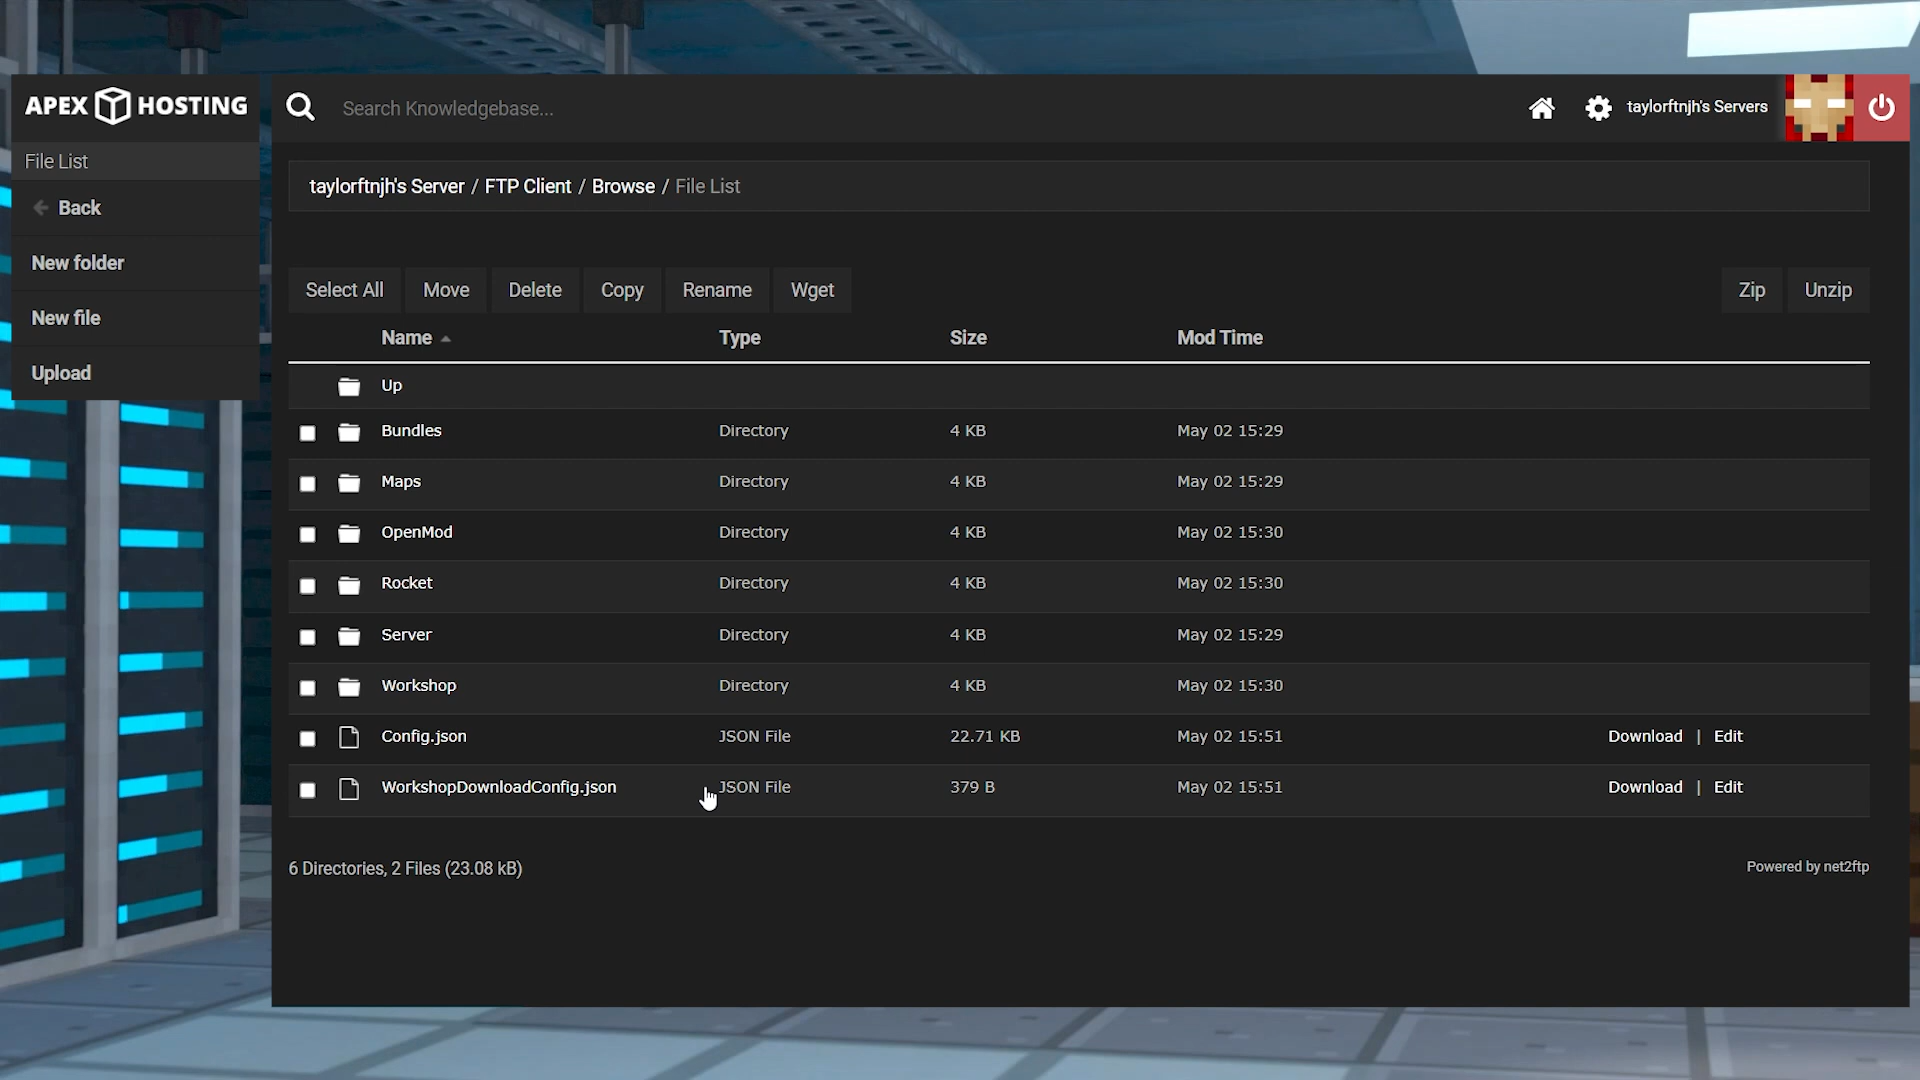 APEX HOSTING
Search Knowledgebase...
taylorftnjh's Servers
File List
Back
New folder
New file
Upload
taylorftnjh's Server / FTP Client / Browse / File List
Select All Move Delete Copy Rename Wget Zip Unzip
Name Type Size Mod Time
Up
Bundles Directory 4 KB May 02 15:29
Maps Directory 4 KB May 02 15:29
OpenMod Directory 4 KB May 02 15:30
Rocket Directory 4 KB May 02 15:30
Server Directory 4 KB May 02 15:29
Workshop Directory 4 KB May 02 15:30
Config.json JSON File 22.71 KB May 02 15:51 Download | Edit
WorkshopDownloadConfig.json JSON File 379 B May 02 15:51 Download | Edit
6 Directories, 2 Files (23.08 kB)
Powered by net2ftp